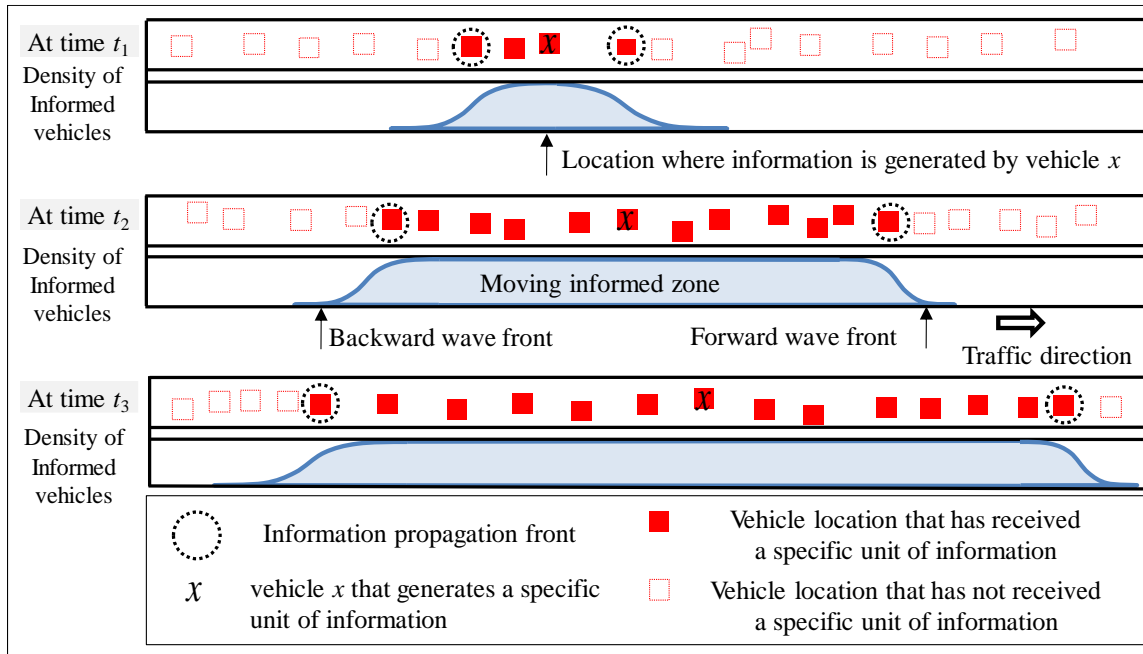 At time t1
x
Density of
Informed
vehicles
Location where information is generated by vehicle x
At time t2
x
Density of
Informed
vehicles
Moving informed zone
Backward wave front
Forward wave front
Traffic direction
At time t3
x
Density of
Informed
vehicles
Information propagation front
Vehicle location that has received
a specific unit of information
x
vehicle x that generates a specific
unit of information
Vehicle location that has not received
a specific unit of information